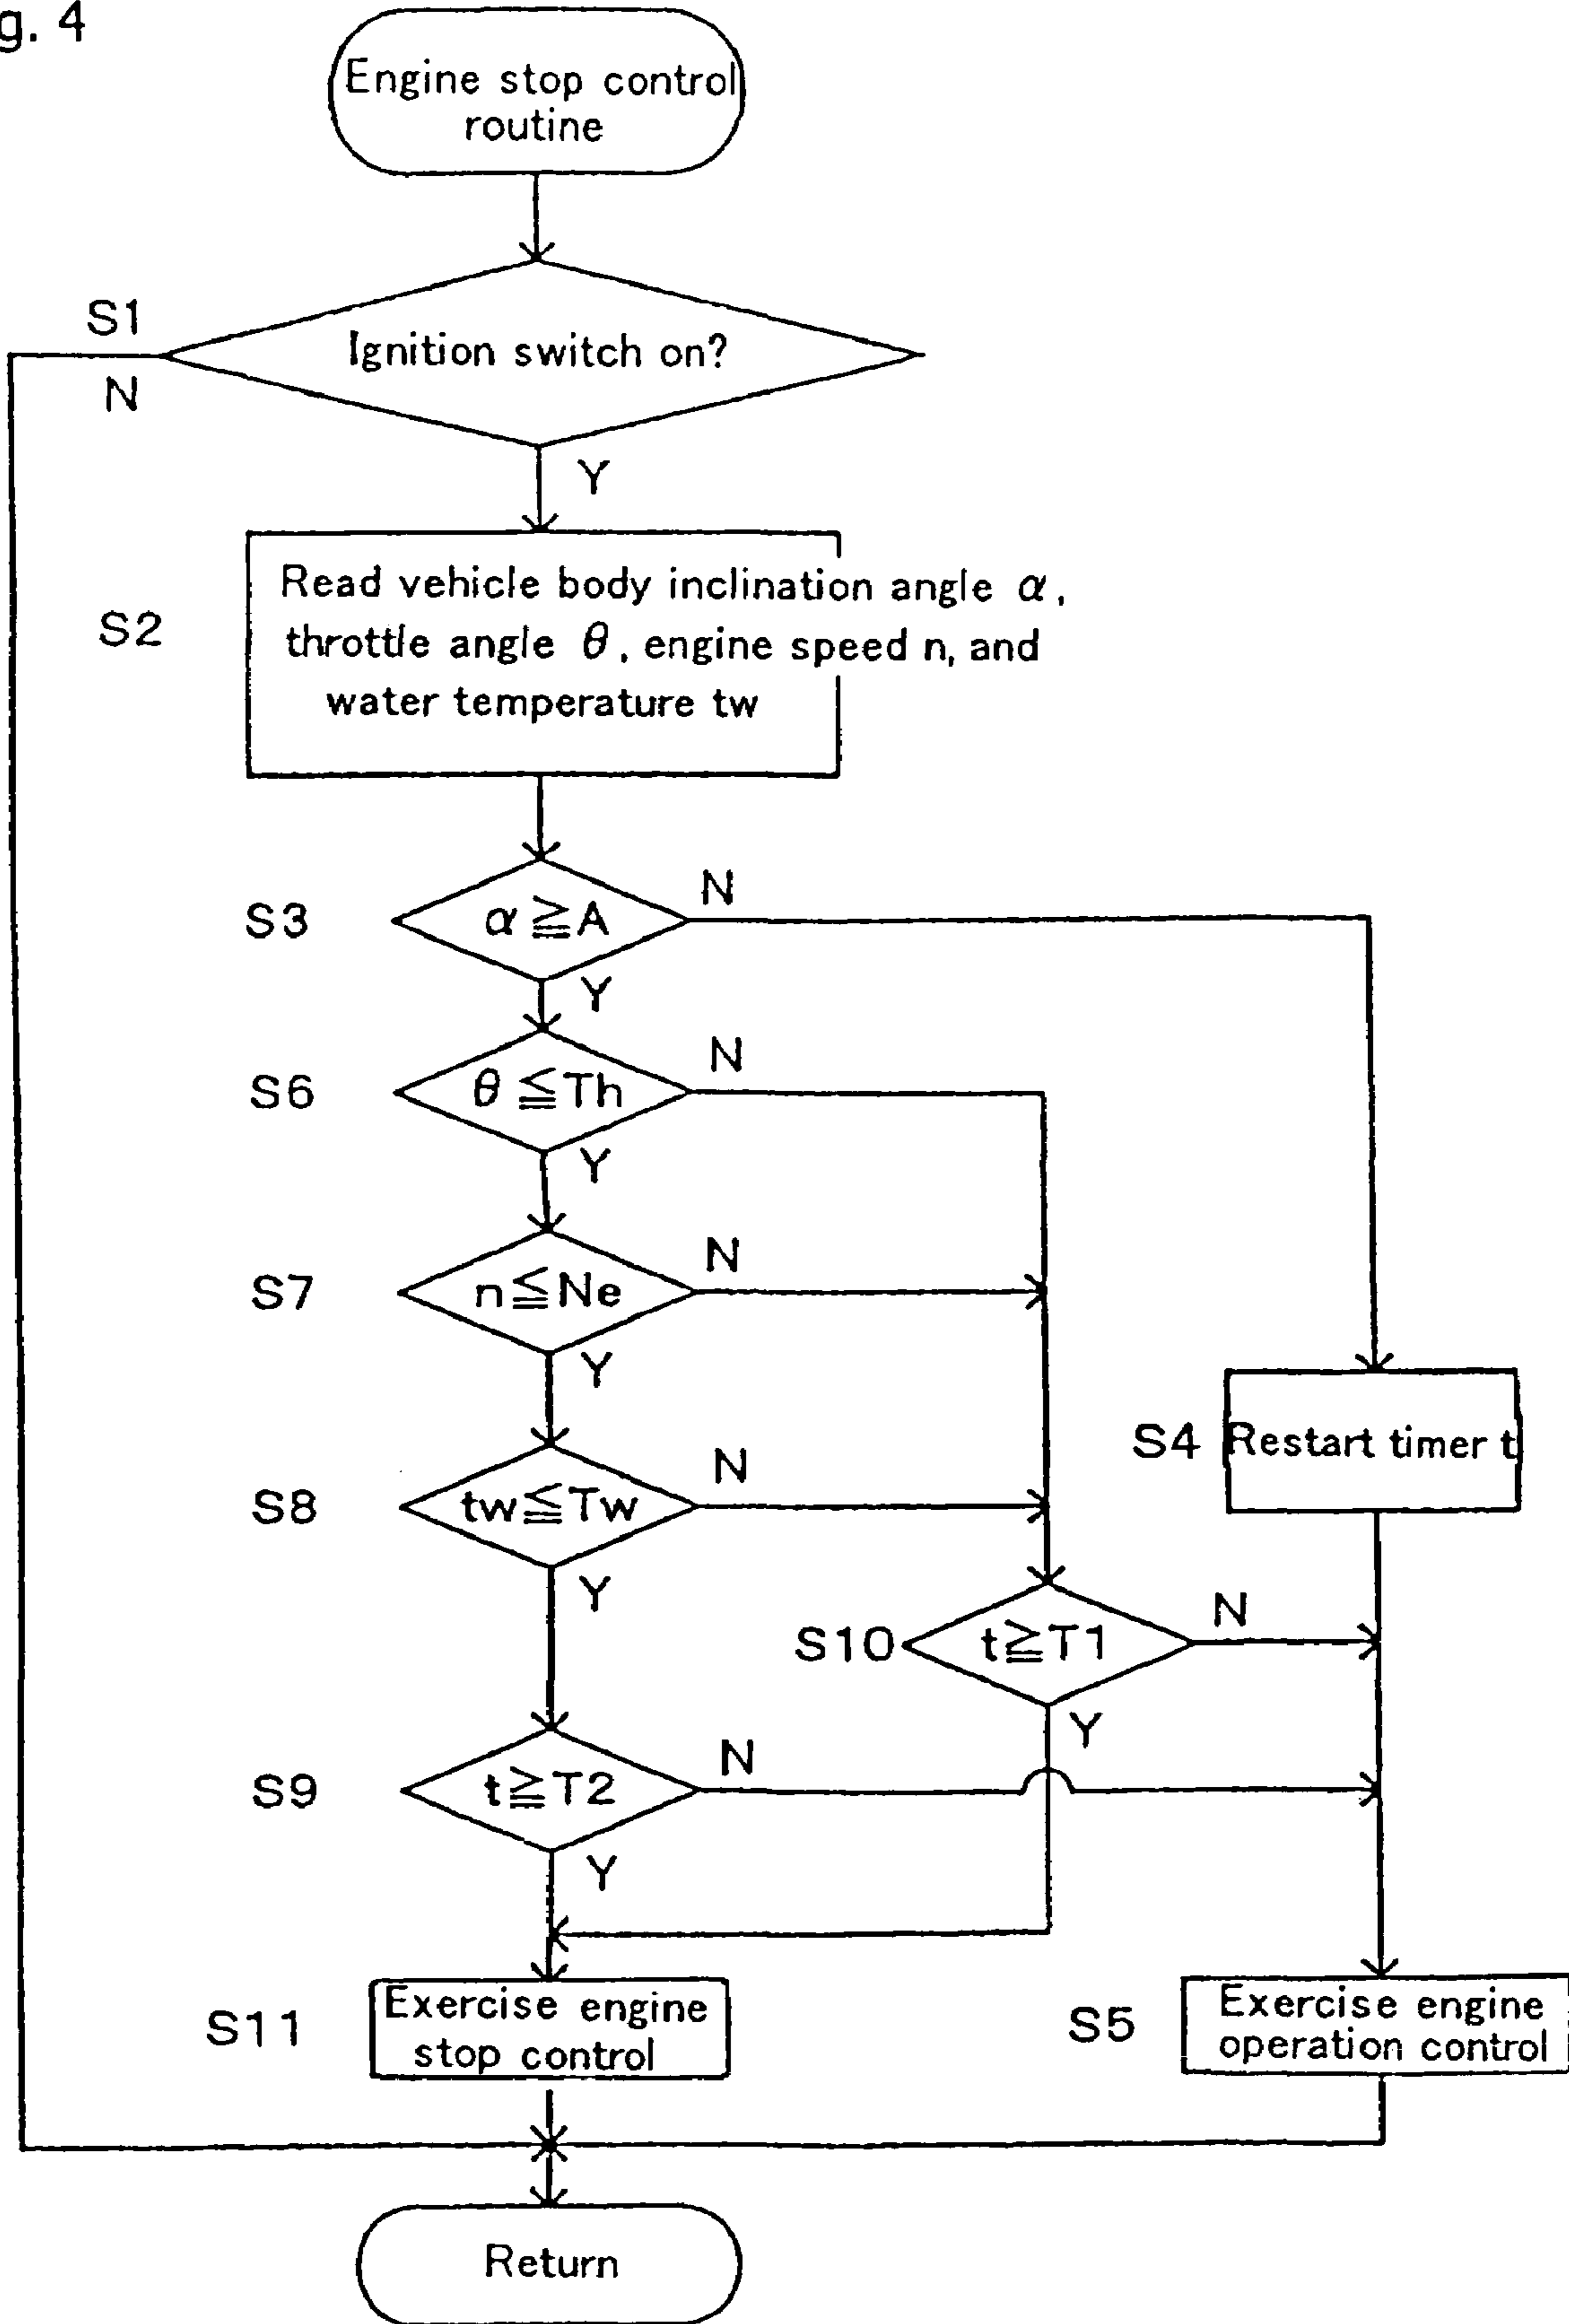 g. 4
Engine stop control
routine
S1
Ignition switch on?
N
Y
S2
Read vehicle body inclination angle α,
throttle angle θ, engine speed n, and
water temperature tw
S3
α ≧ A
N
Y
S6
θ ≦ Th
N
Y
S7
n ≦ Ne
N
Y
S4
Restart timer t
S8
tw ≦ Tw
N
Y
S10
t ≧ T1
N
Y
S9
t ≧ T2
N
Y
S11
Exercise engine
stop control
S5
Exercise engine
operation control
Return